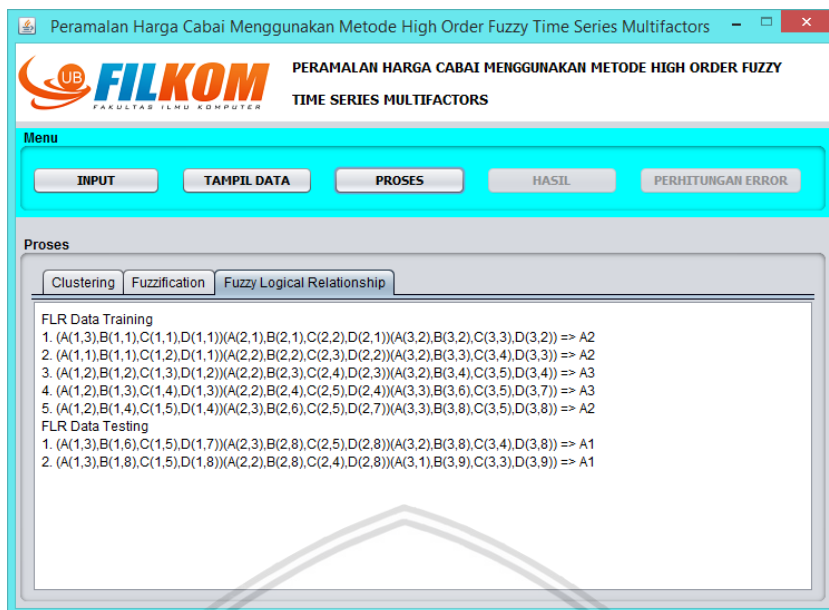 Peramalan Harga Cabai Menggunakan Metode High Order Fuzzy Time Series Multifactors
UB FILKOM
FAKULTAS ILMU KOMPUTER
PERAMALAN HARGA CABAI MENGGUNAKAN METODE HIGH ORDER FUZZY
TIME SERIES MULTIFACTORS
Menu
INPUT TAMPIL DATA PROSES HASIL PERHITUNGAN ERROR
Proses
Clustering Fuzzification Fuzzy Logical Relationship
FLR Data Training
1. (A(1,3),B(1,1),C(1,1),D(1,1))(A(2,1),B(2,1),C(2,2),D(2,1))(A(3,2),B(3,2),C(3,3),D(3,2)) => A2
2. (A(1,1),B(1,1),C(1,2),D(1,1))(A(2,2),B(2,2),C(2,3),D(2,2))(A(3,2),B(3,3),C(3,4),D(3,3)) => A2
3. (A(1,2),B(1,2),C(1,3),D(1,2))(A(2,2),B(2,3),C(2,4),D(2,3))(A(3,2),B(3,4),C(3,5),D(3,4)) => A3
4. (A(1,2),B(1,3),C(1,4),D(1,3))(A(2,2),B(2,4),C(2,5),D(2,4))(A(3,3),B(3,6),C(3,5),D(3,7)) => A3
5. (A(1,2),B(1,4),C(1,5),D(1,4))(A(2,3),B(2,6),C(2,5),D(2,7))(A(3,3),B(3,8),C(3,5),D(3,8)) => A2
FLR Data Testing
1. (A(1,3),B(1,6),C(1,5),D(1,7))(A(2,3),B(2,8),C(2,5),D(2,8))(A(3,2),B(3,8),C(3,4),D(3,8)) => A1
2. (A(1,3),B(1,8),C(1,5),D(1,8))(A(2,2),B(2,8),C(2,4),D(2,8))(A(3,1),B(3,9),C(3,3),D(3,9)) => A1